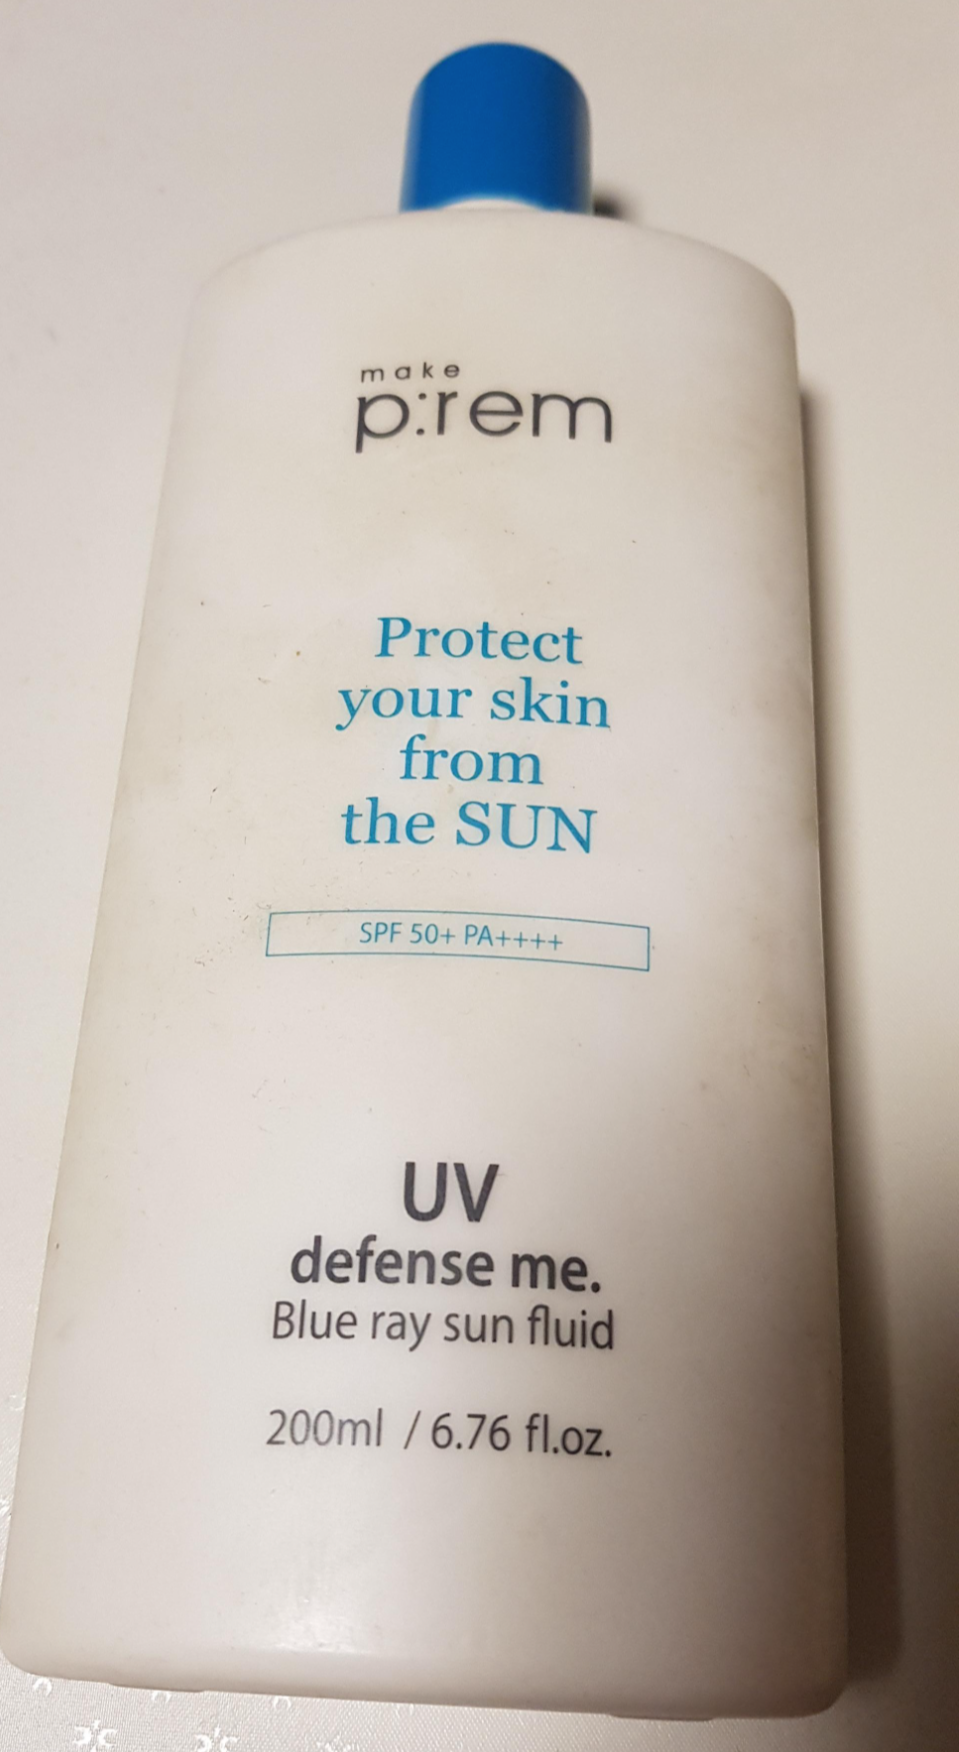 make
p:rem
Protect
your skin
from
the SUN
SPF 50+ PA++++
UV
defense me.
Blue ray sun fluid
200ml / 6.76 fl.oz.